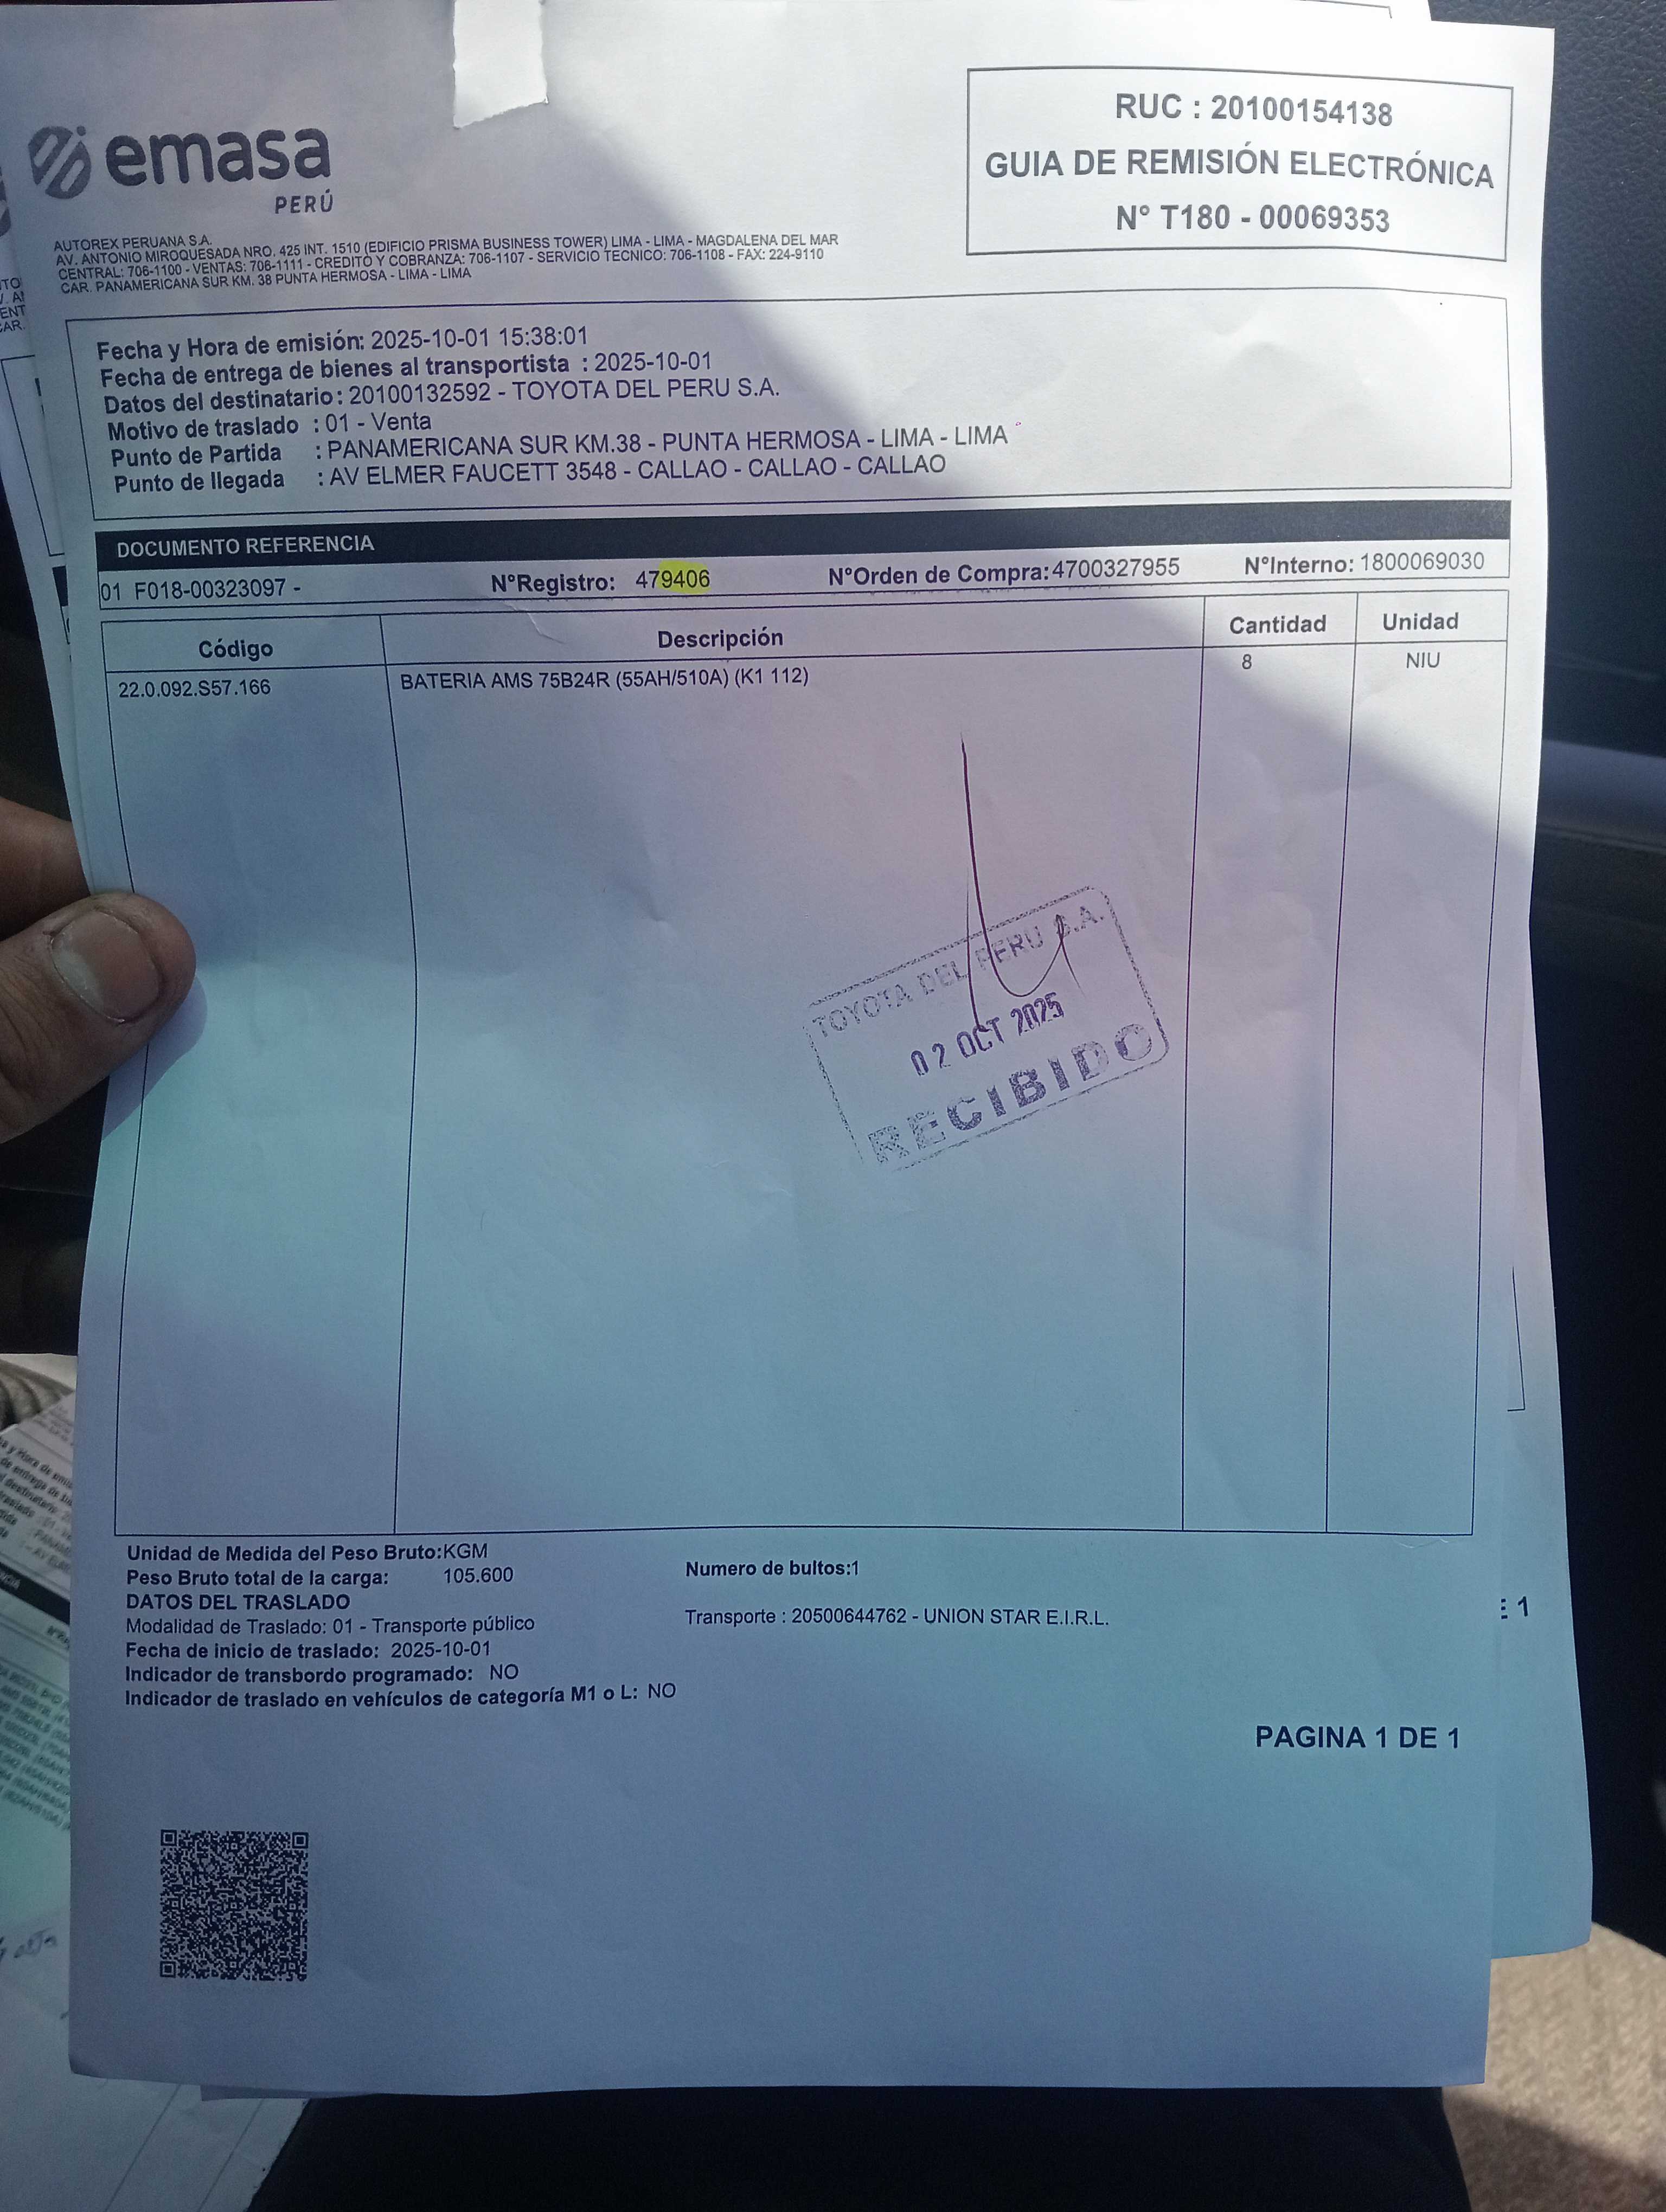 emasa
PERÚ
RUC : 20100154138
GUIA DE REMISIÓN ELECTRÓNICA
N° T180 - 00069353
AUTOREX PERUANA S.A.
AV. ANTONIO MIROQUESADA NRO. 425 INT. 1510 (EDIFICIO PRISMA BUSINESS TOWER) LIMA - LIMA - MAGDALENA DEL MAR
CENTRAL: 706-1100 - VENTAS: 706-1111 - CREDITO Y COBRANZA: 706-1107 - SERVICIO TECNICO: 706-1108 - FAX: 224-9110
CAR. PANAMERICANA SUR KM. 38 PUNTA HERMOSA - LIMA - LIMA
Fecha y Hora de emisión: 2025-10-01 15:38:01
Fecha de entrega de bienes al transportista : 2025-10-01
Datos del destinatario: 20100132592 - TOYOTA DEL PERU S.A.
Motivo de traslado : 01 - Venta
Punto de Partida : PANAMERICANA SUR KM.38 - PUNTA HERMOSA - LIMA - LIMA
Punto de llegada : AV ELMER FAUCETT 3548 - CALLAO - CALLAO - CALLAO
DOCUMENTO REFERENCIA
01 F018-00323097 - N°Registro: 479406 N°Orden de Compra:4700327955 N°Interno: 1800069030
Código Descripción Cantidad Unidad
22.0.092.S57.166 BATERIA AMS 75B24R (55AH/510A) (K1 112) 8 NIU
TOYOTA DEL PERU S.A.
02 OCT 2025
RECIBIDO
Unidad de Medida del Peso Bruto:KGM
Peso Bruto total de la carga: 105.600 Numero de bultos:1
DATOS DEL TRASLADO
Modalidad de Traslado: 01 - Transporte público Transporte : 20500644762 - UNION STAR E.I.R.L.
Fecha de inicio de traslado: 2025-10-01
Indicador de transbordo programado: NO
Indicador de traslado en vehículos de categoría M1 o L: NO
PAGINA 1 DE 1